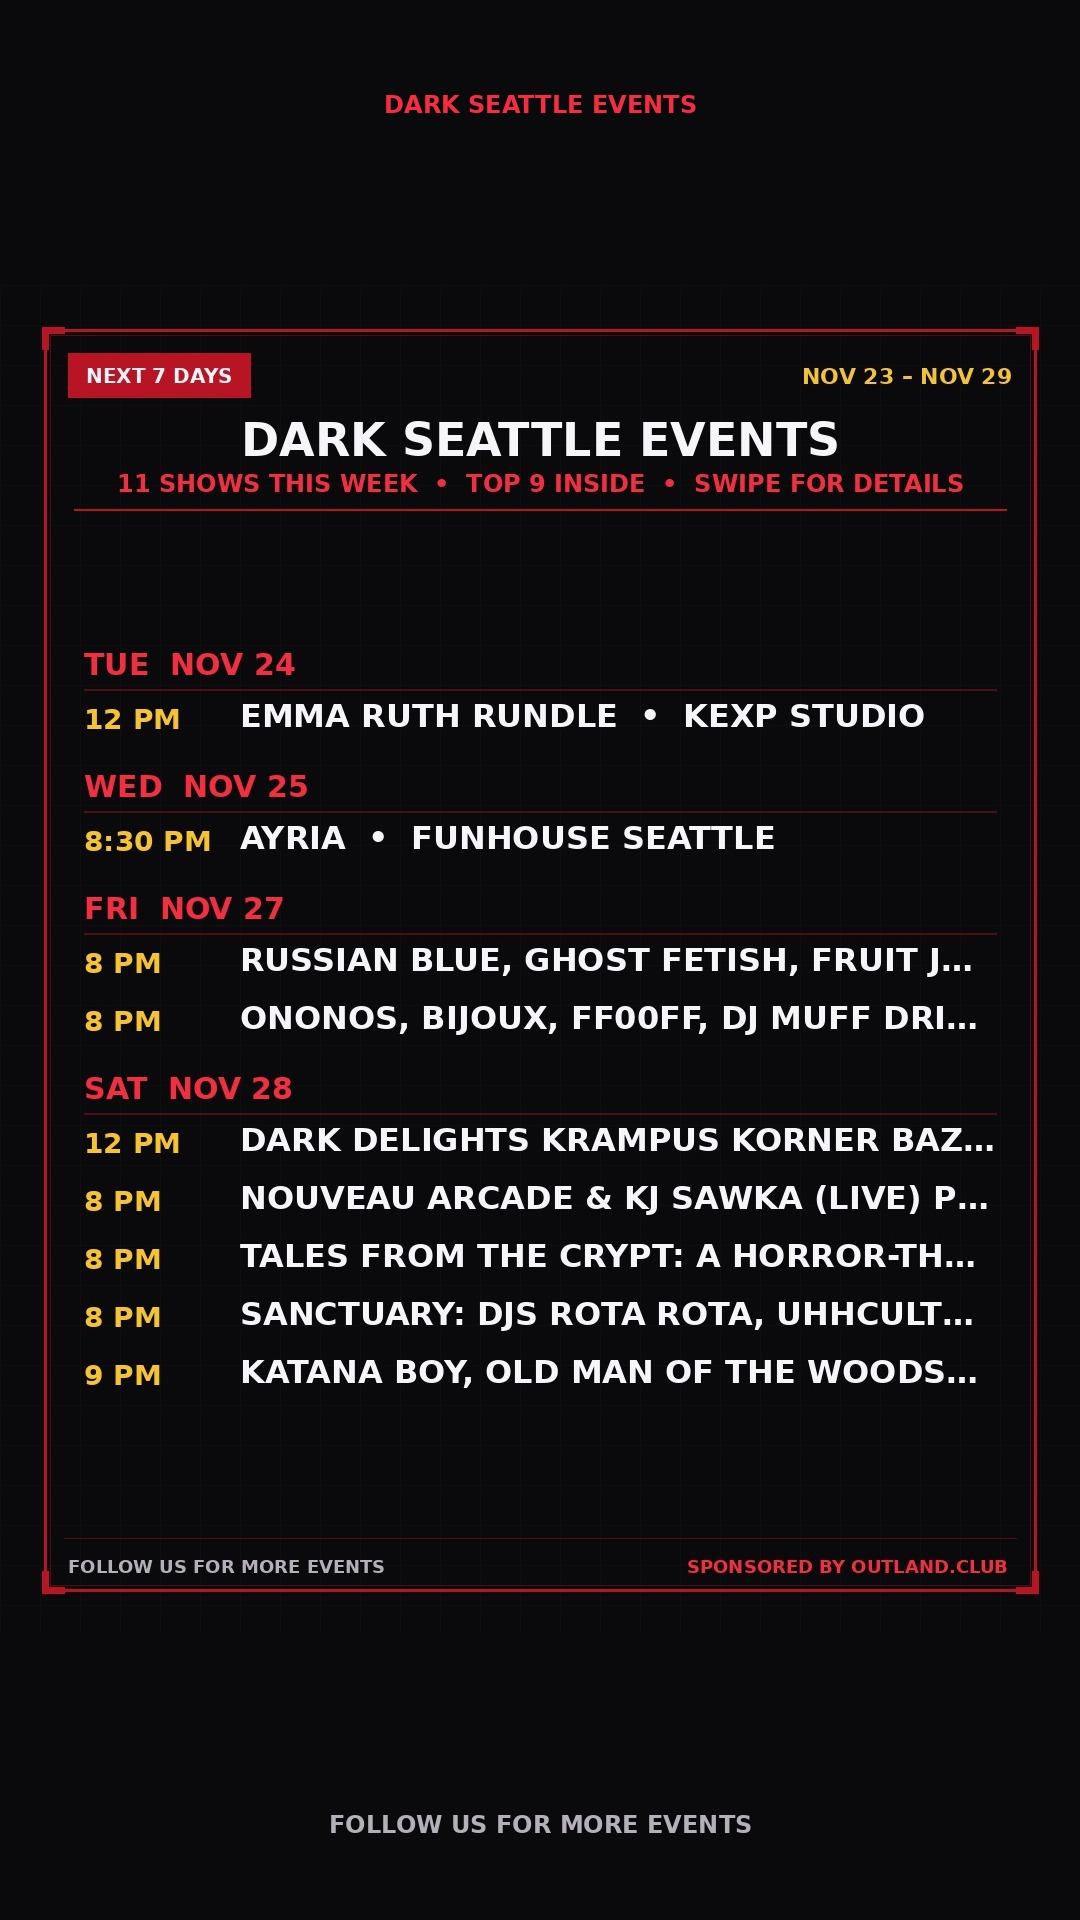 DARK SEATTLE EVENTS
NEXT 7 DAYS
NOV 23 – NOV 29
DARK SEATTLE EVENTS
11 SHOWS THIS WEEK • TOP 9 INSIDE • SWIPE FOR DETAILS
TUE NOV 24
12 PM EMMA RUTH RUNDLE • KEXP STUDIO
WED NOV 25
8:30 PM AYRIA • FUNHOUSE SEATTLE
FRI NOV 27
8 PM RUSSIAN BLUE, GHOST FETISH, FRUIT J...
8 PM ONONOS, BIJOUX, FF00FF, DJ MUFF DRI...
SAT NOV 28
12 PM DARK DELIGHTS KRAMPUS KORNER BAZ...
8 PM NOUVEAU ARCADE & KJ SAWKA (LIVE) P...
8 PM TALES FROM THE CRYPT: A HORROR-TH...
8 PM SANCTUARY: DJS ROTA ROTA, UHHCULT...
9 PM KATANA BOY, OLD MAN OF THE WOODS...
FOLLOW US FOR MORE EVENTS
SPONSORED BY OUTLAND.CLUB
FOLLOW US FOR MORE EVENTS